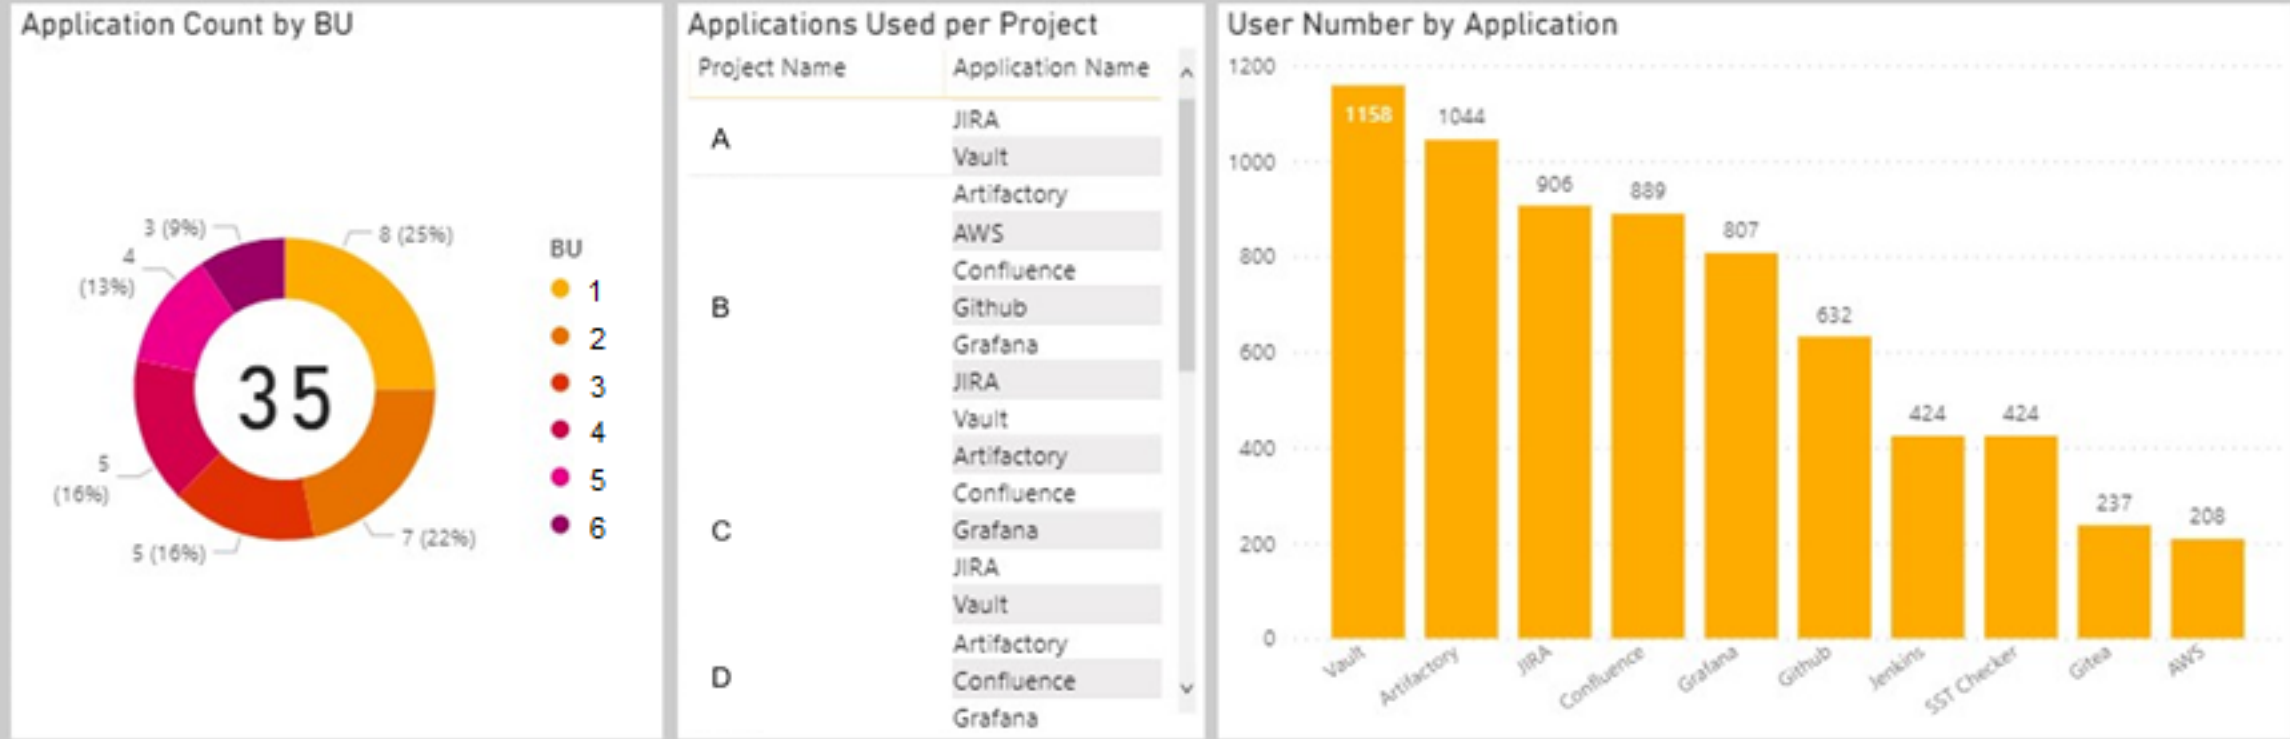 Application Count by BU
3 (9%)
8 (25%)
4
(13%)
35
5
(16%)
5 (16%)
7 (22%)
BU
1
2
3
4
5
6
Applications Used per Project
Project Name Application Name
A
JIRA
Vault
B
Artifactory
AWS
Confluence
Github
Grafana
JIRA
Vault
C
Artifactory
Confluence
Grafana
JIRA
Vault
D
Artifactory
Confluence
Grafana
User Number by Application
1200
1000
800
600
400
200
0
1158
1044
906
889
807
632
424
424
237
208
Vault
Artifactory
JIRA
Confluence
Grafana
Github
Jenkins
SST Checker
Gitea
AWS